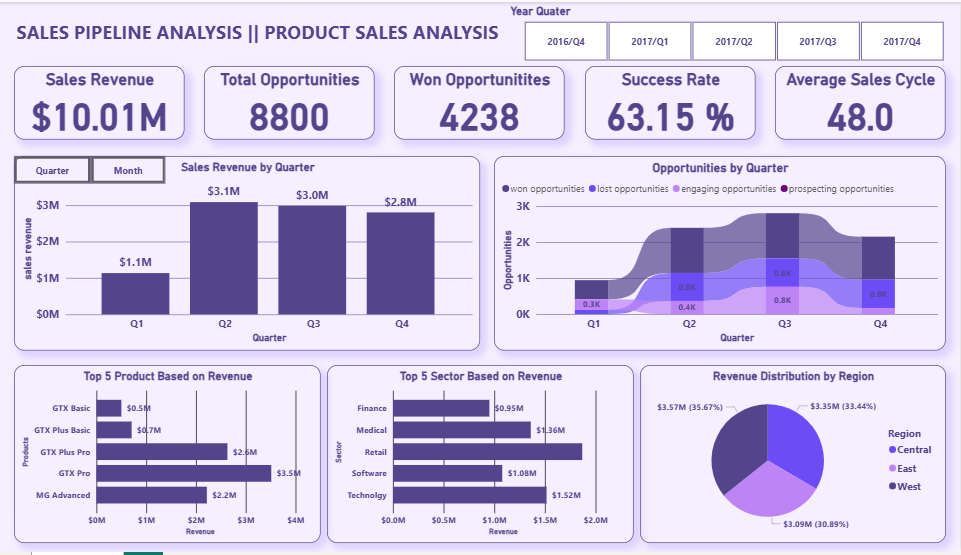 Year Quater
SALES PIPELINE ANALYSIS || PRODUCT SALES ANALYSIS
2016/Q4 2017/Q1 2017/Q2 2017/Q3 2017/Q4
Sales Revenue
$10.01M
Total Opportunities
8800
Won Opportunitites
4238
Success Rate
63.15 %
Average Sales Cycle
48.0
Quarter Month
Sales Revenue by Quarter
sales revenue
$3M
$2M
$1M
$0M
$1.1M
$3.1M
$3.0M
$2.8M
Q1 Q2 Q3 Q4
Quarter
Opportunities by Quarter
won opportunities lost opportunities engaging opportunities prospecting opportunities
Opportunities
3K
2K
1K
0K
0.3K
0.8K
0.4K
0.8K
0.8K
0.8K
Q1 Q2 Q3 Q4
Quarter
Top 5 Product Based on Revenue
Products
GTX Basic $0.5M
GTX Plus Basic $0.7M
GTX Plus Pro $2.6M
GTX Pro $3.5M
MG Advanced $2.2M
$0M $1M $2M $3M $4M
Revenue
Top 5 Sector Based on Revenue
Sector
Finance $0.95M
Medical $1.36M
Retail
Software $1.08M
Technolgy $1.52M
$0.0M $0.5M $1.0M $1.5M $2.0M
Revenue
Revenue Distribution by Region
$3.57M (35.67%)
$3.35M (33.44%)
$3.09M (30.89%)
Region
Central
East
West